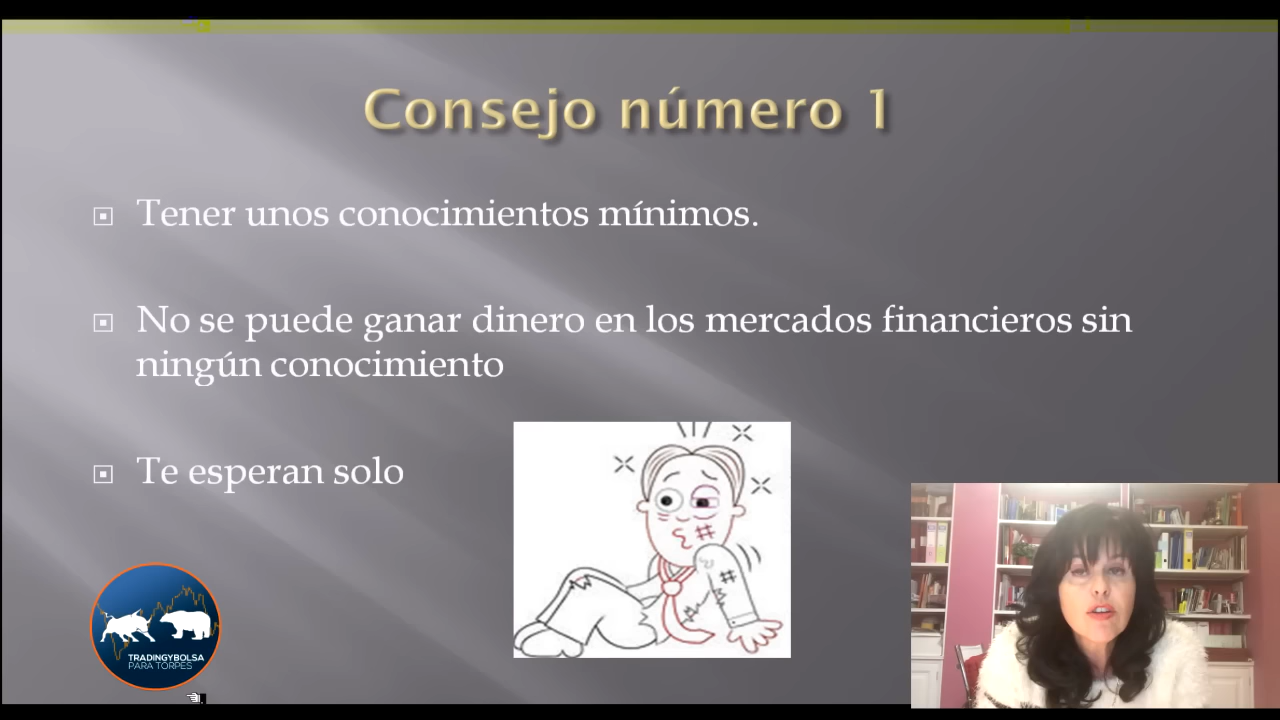 Consejo número 1
Tener unos conocimientos mínimos.
No se puede ganar dinero en los mercados financieros sin
ningún conocimiento
Te esperan solo
TRADINGYBOLSA
PARA TORPES